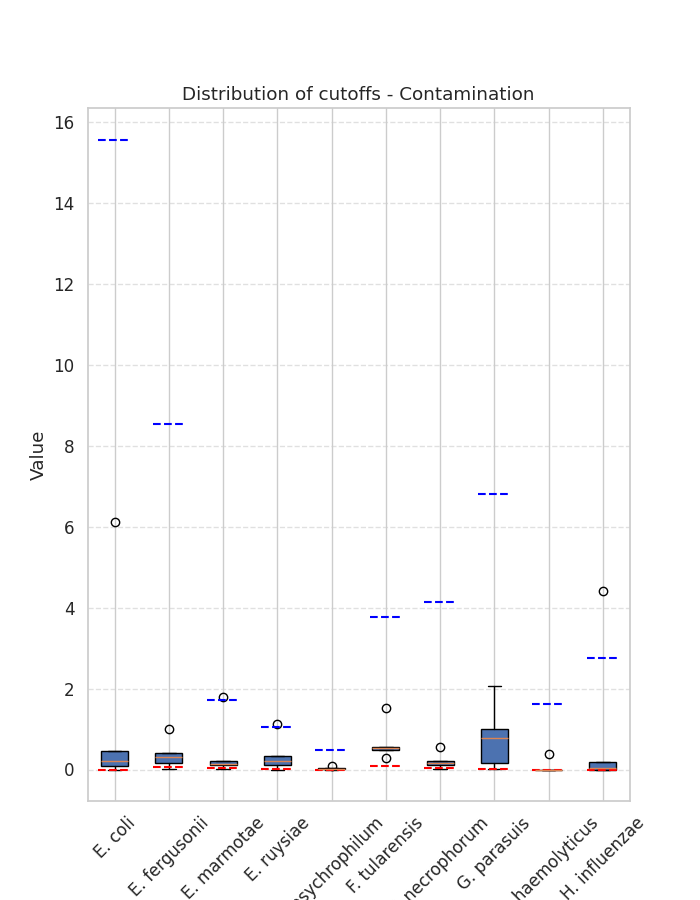 Distribution of cutoffs - Contamination
16
14
12
10
8
6
4
2
0
Value
E. coli
E. fergusonii
E. marmotae
E. ruysiae
psychrophilum
F. tularensis
necrophorum
G. parasuis
haemolyticus
H. influenzae